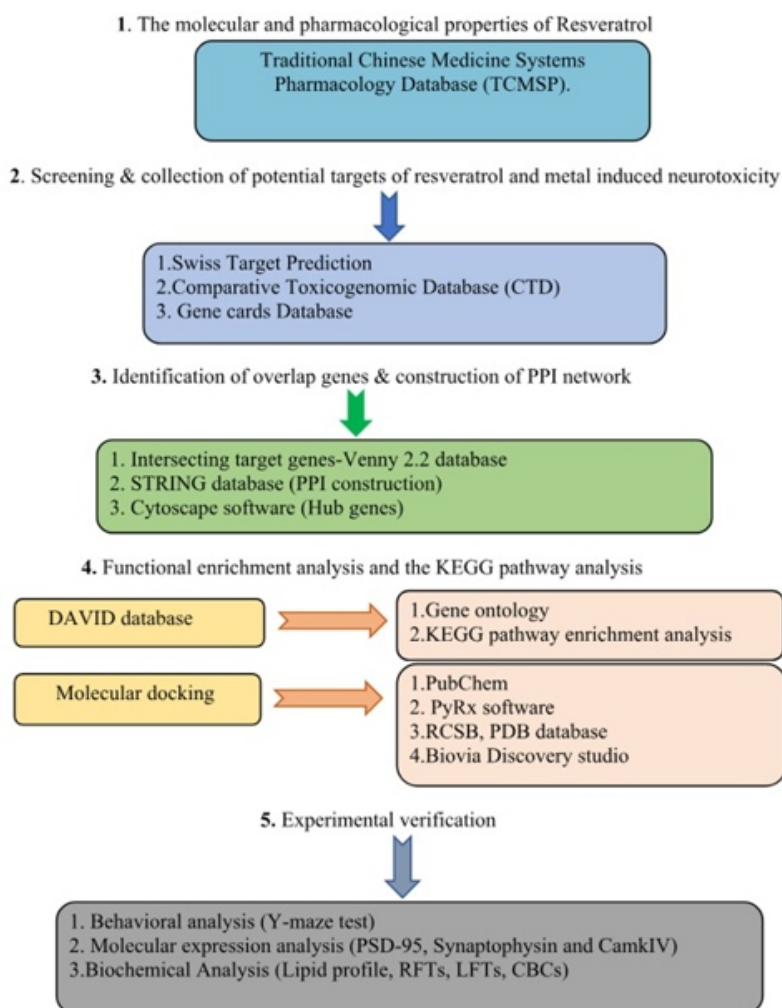 1. The molecular and pharmacological properties of Resveratrol
Traditional Chinese Medicine Systems
Pharmacology Database (TCMSP).
2. Screening & collection of potential targets of resveratrol and metal induced neurotoxicity
1.Swiss Target Prediction
2.Comparative Toxicogenomic Database (CTD)
3. Gene cards Database
3. Identification of overlap genes & construction of PPI network
1. Intersecting target genes-Venny 2.2 database
2. STRING database (PPI construction)
3. Cytoscape software (Hub genes)
4. Functional enrichment analysis and the KEGG pathway analysis
DAVID database
1.Gene ontology
2.KEGG pathway enrichment analysis
Molecular docking
1.PubChem
2. PyRx software
3.RCSB, PDB database
4.Biovia Discovery studio
5. Experimental verification
1. Behavioral analysis (Y-maze test)
2. Molecular expression analysis (PSD-95, Synaptophysin and CamkIV)
3.Biochemical Analysis (Lipid profile, RFTs, LFTs, CBCs)